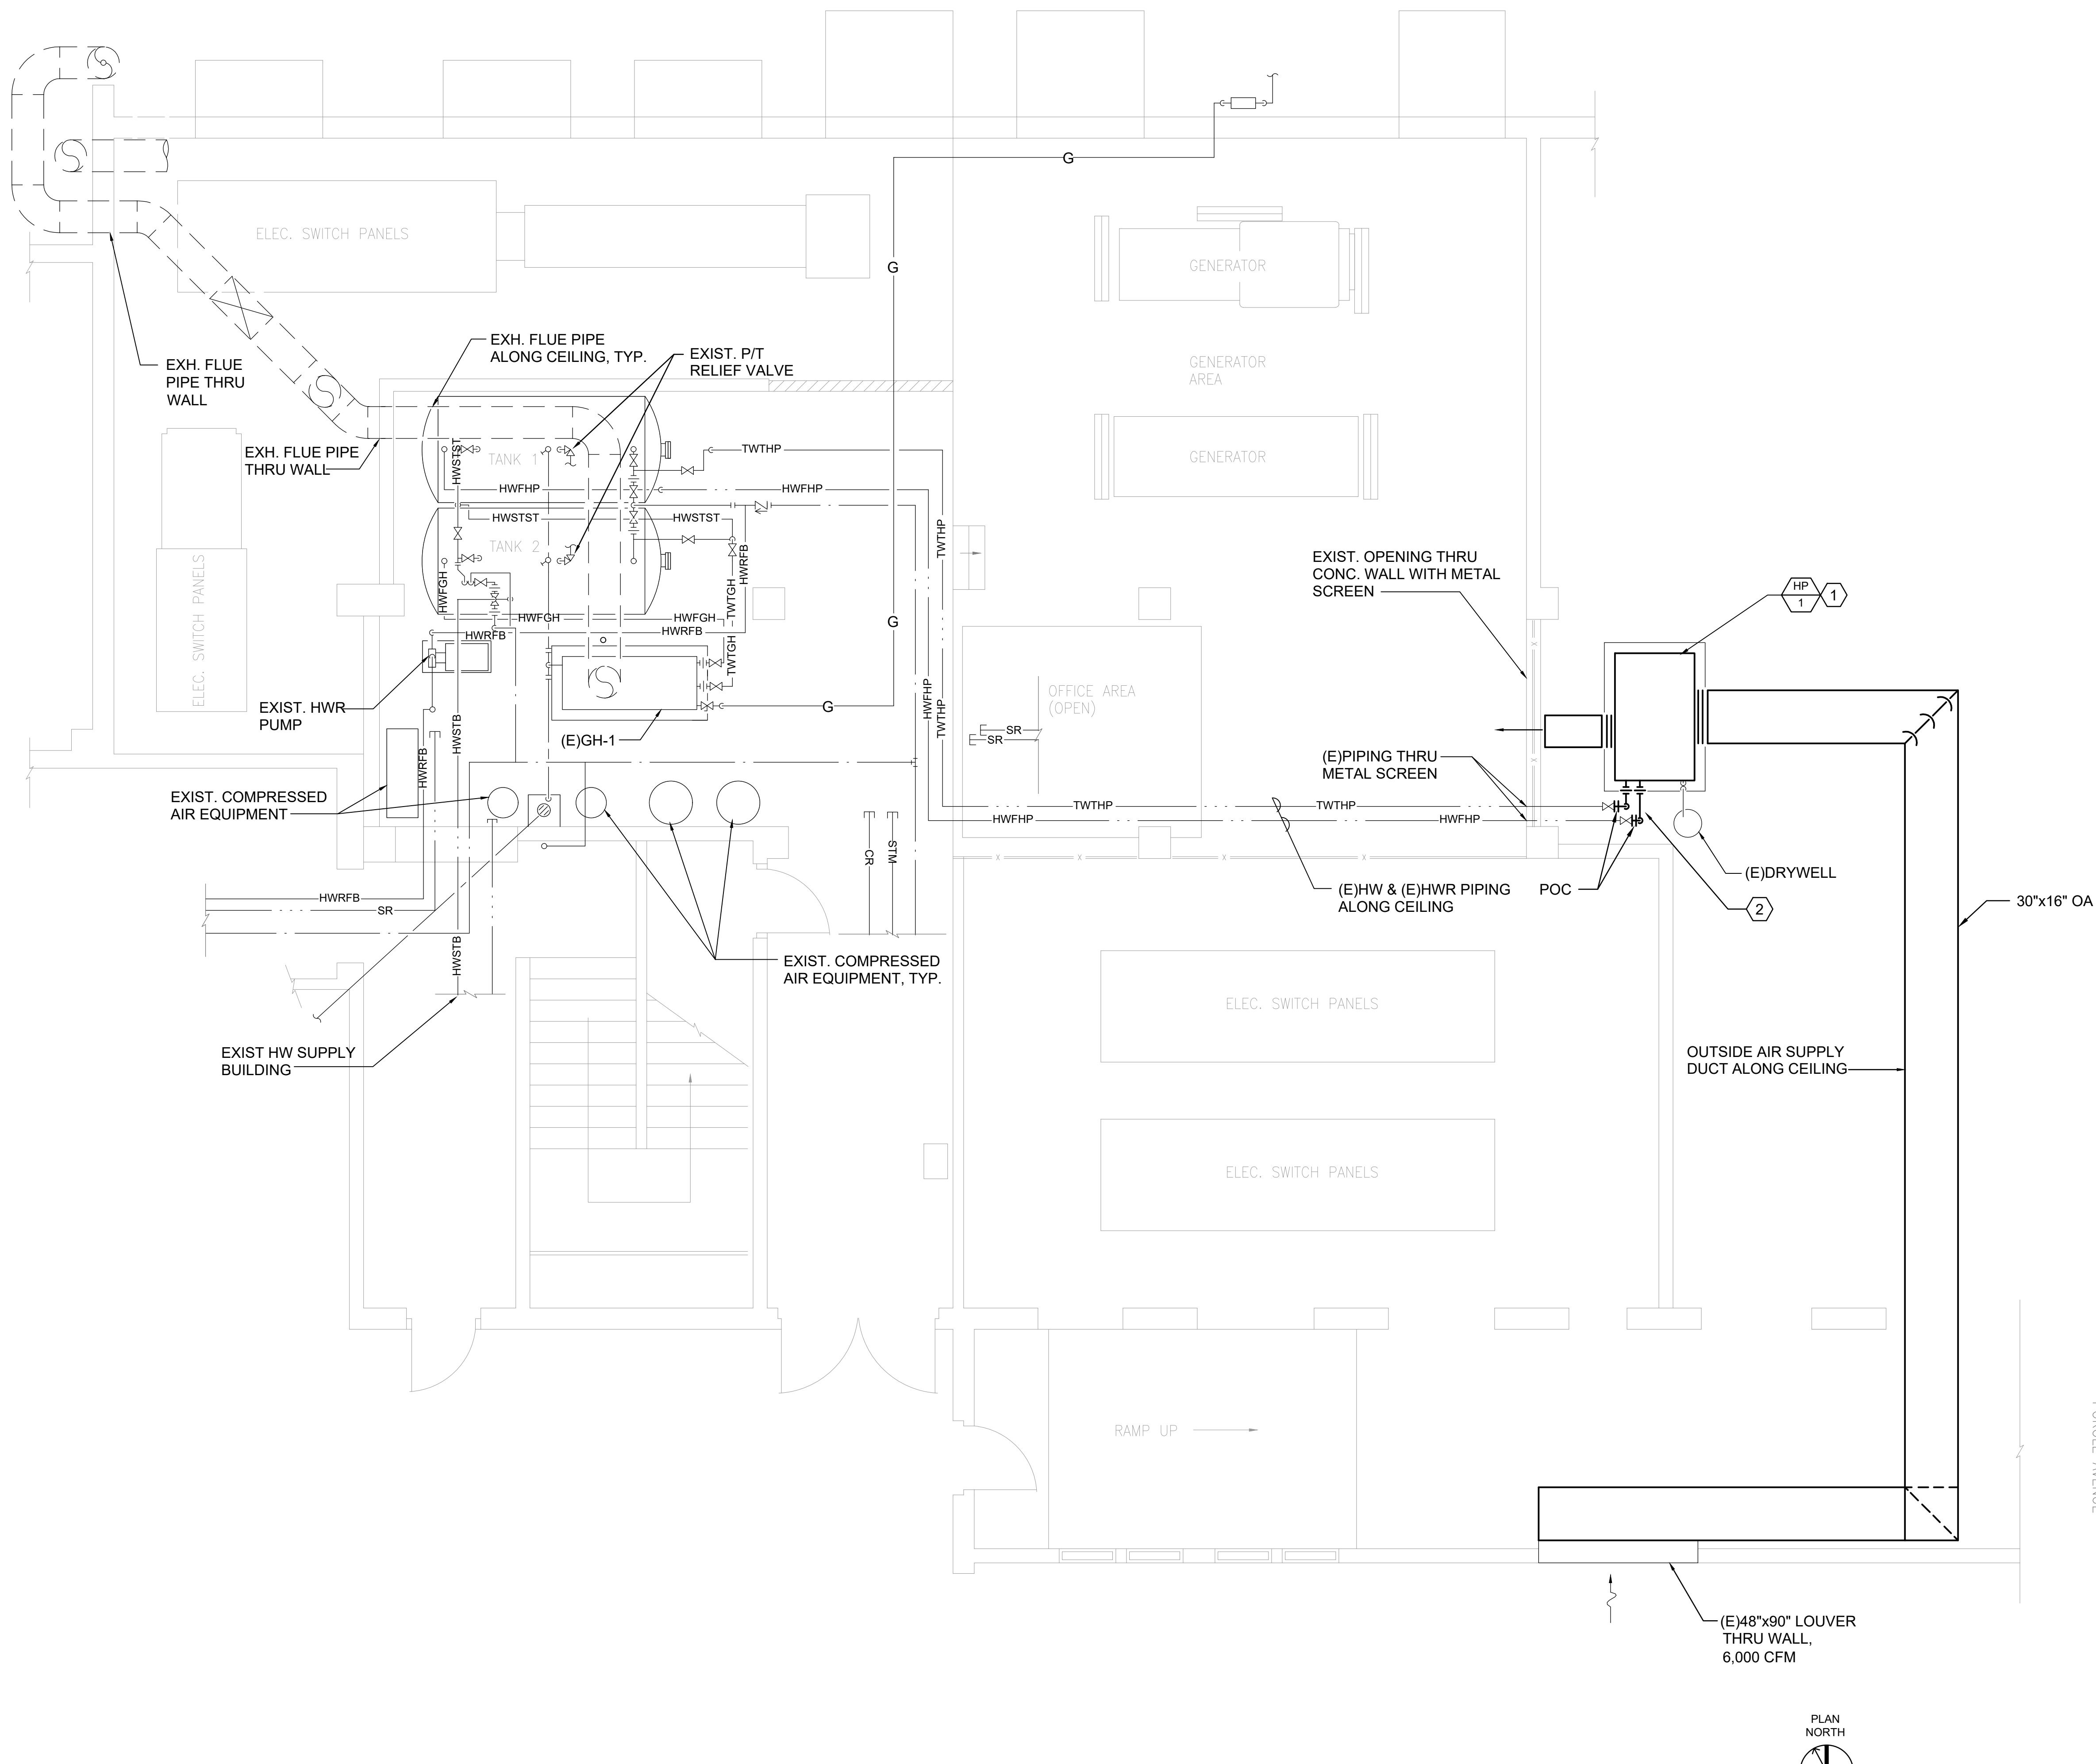 G
ELEC. SWITCH PANELS
G
GENERATOR
EXH. FLUE PIPE
ALONG CEILING, TYP.
EXIST. P/T
RELIEF VALVE
EXH. FLUE
PIPE THRU
WALL
GENERATOR
AREA
EXH. FLUE PIPE
THRU WALL
HWSTST
TANK 1
TWTHP
GENERATOR
HWFHP
HWFHP
HWSTST
HWSTST
TANK 2
TWTHP
HWRFB
ELEC. SWITCH PANELS
HWFGH
TWTGH
EXIST. OPENING THRU
CONC. WALL WITH METAL
SCREEN
HP
1
1
HWFGH
HWFGH
HWRFB
HWRFB
G
TWTGH
HWFHP
TWTHP
OFFICE AREA
(OPEN)
EXIST. HWR
PUMP
(E)GH-1
G
HWSTB
SR
SR
HWRFB
(E)PIPING THRU
METAL SCREEN
EXIST. COMPRESSED
AIR EQUIPMENT
TWTHP
TWTHP
HWFHP
HWFHP
CR
STM
(E)DRYWELL
HWRFB
SR
(E)HW & (E)HWR PIPING
ALONG CEILING
POC
2
30"x16" OA
HWSTB
EXIST. COMPRESSED
AIR EQUIPMENT, TYP.
ELEC. SWITCH PANELS
EXIST HW SUPPLY
BUILDING
OUTSIDE AIR SUPPLY
DUCT ALONG CEILING
ELEC. SWITCH PANELS
RAMP UP
(E)48"x90" LOUVER
THRU WALL,
6,000 CFM
PLAN
NORTH